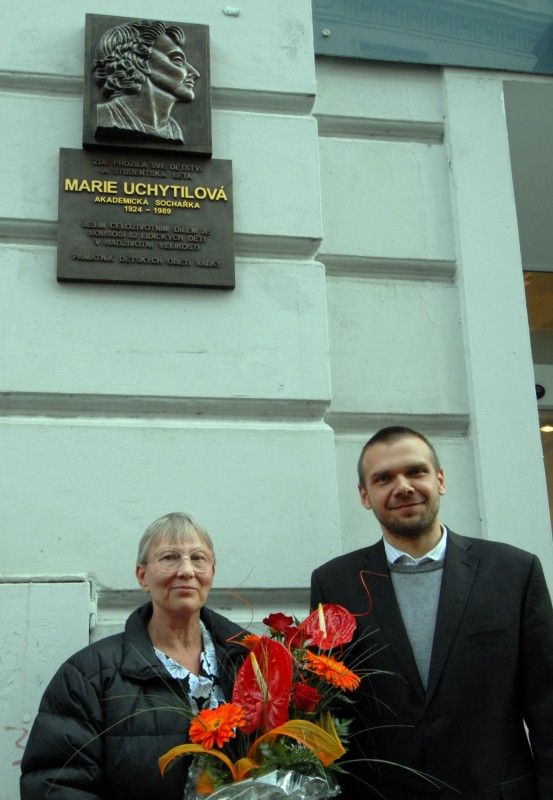 ZDE PROŽILA SVÉ DĚTSTVÍ
A STUDENTSKÁ LÉTA
MARIE UCHYTILOVÁ
AKADEMICKÁ SOCHAŘKA
1924 – 1989
JEJÍM CELOŽIVOTNÍM DÍLEM JE
SOUSOŠÍ 82 LIDICKÝCH DĚTÍ
V NADŽIVOTNÍ VELIKOSTI
PAMÁTNÍK DĚTSKÝCH OBĚTÍ VÁLKY